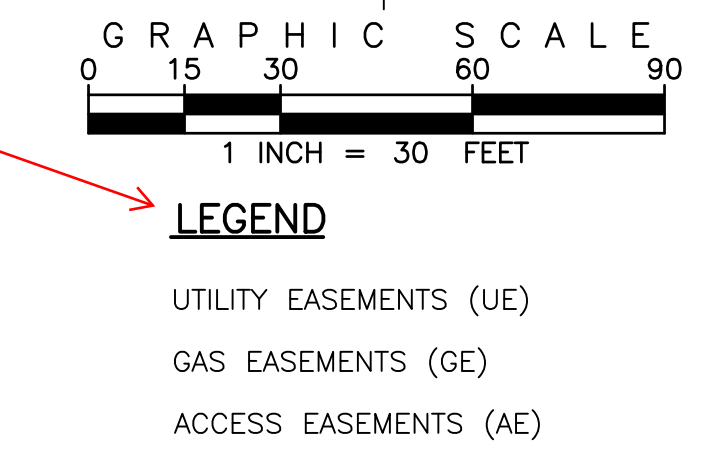 GRAPHIC SCALE
0 15 30 60 90
1 INCH = 30 FEET
LEGEND
UTILITY EASEMENTS (UE)
GAS EASEMENTS (GE)
ACCESS EASEMENTS (AE)